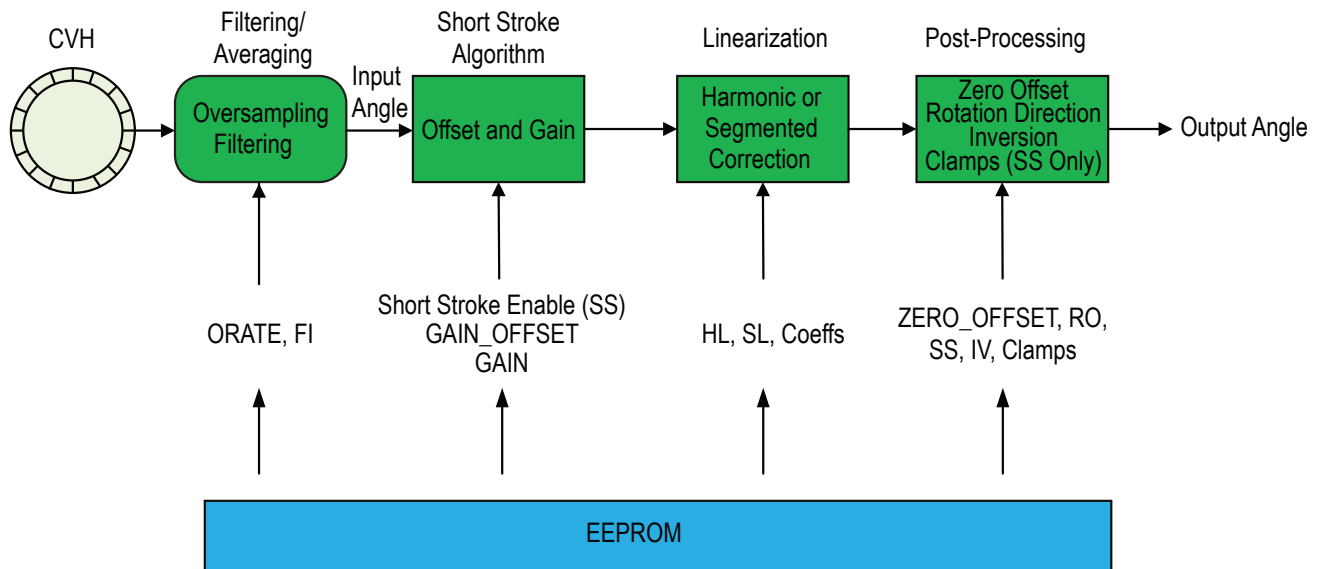 CVH
Filtering/
Averaging
Short Stroke
Algorithm
Linearization
Post-Processing
Oversampling
Filtering
Input
Angle
Offset and Gain
Harmonic or
Segmented
Correction
Zero Offset
Rotation Direction
Inversion
Clamps (SS Only)
Output Angle
ORATE, FI
Short Stroke Enable (SS)
GAIN_OFFSET
GAIN
HL, SL, Coeffs
ZERO_OFFSET, RO,
SS, IV, Clamps
EEPROM